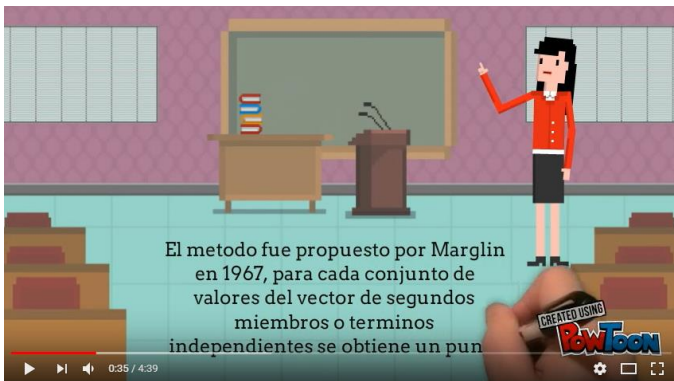 El metodo fue propuesto por Marglin
en 1967, para cada conjunto de
valores del vector de segundos
miembros o terminos
independientes se obtiene un pun
CREATED USING
POWTOON
0:35 / 4:39